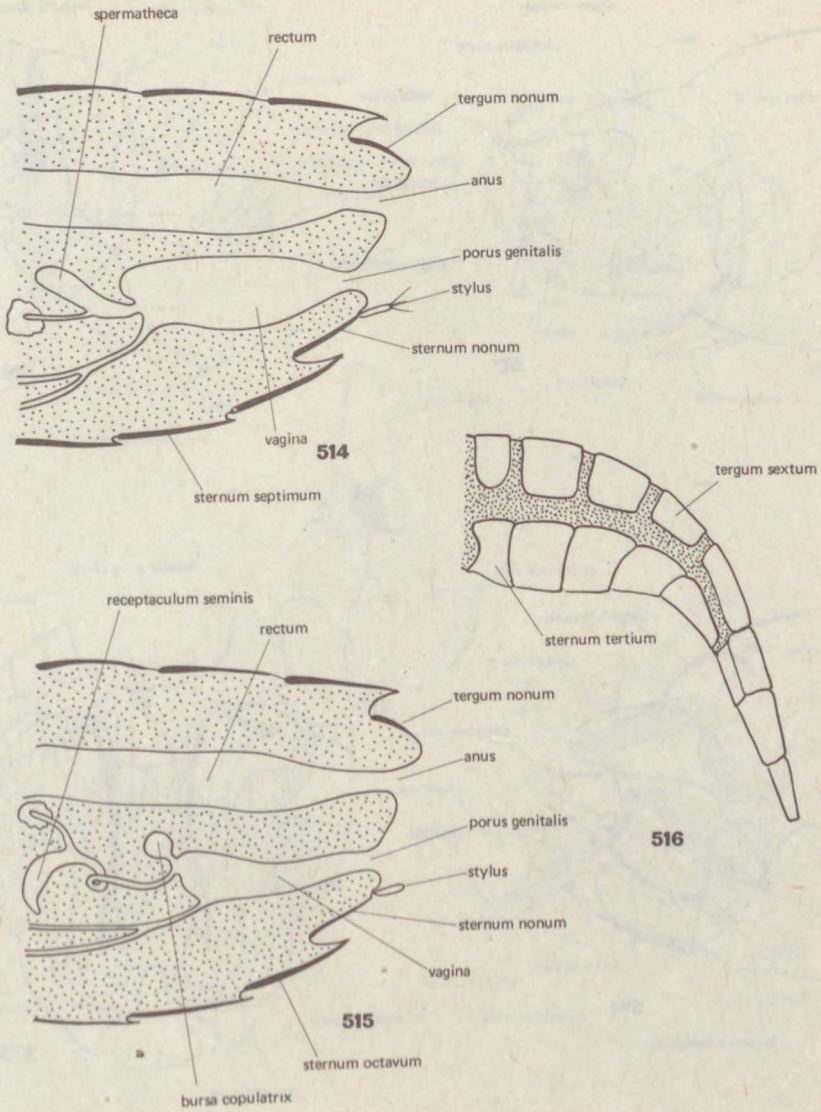 spermatheca
rectum
tergum nonum
anus
porus genitalis
stylus
sternum nonum
vagina
514
sternum septimum
tergum sextum
sternum tertium
516
receptaculum seminis
rectum
tergum nonum
anus
porus genitalis
stylus
sternum nonum
vagina
515
sternum octavum
bursa copulatrix